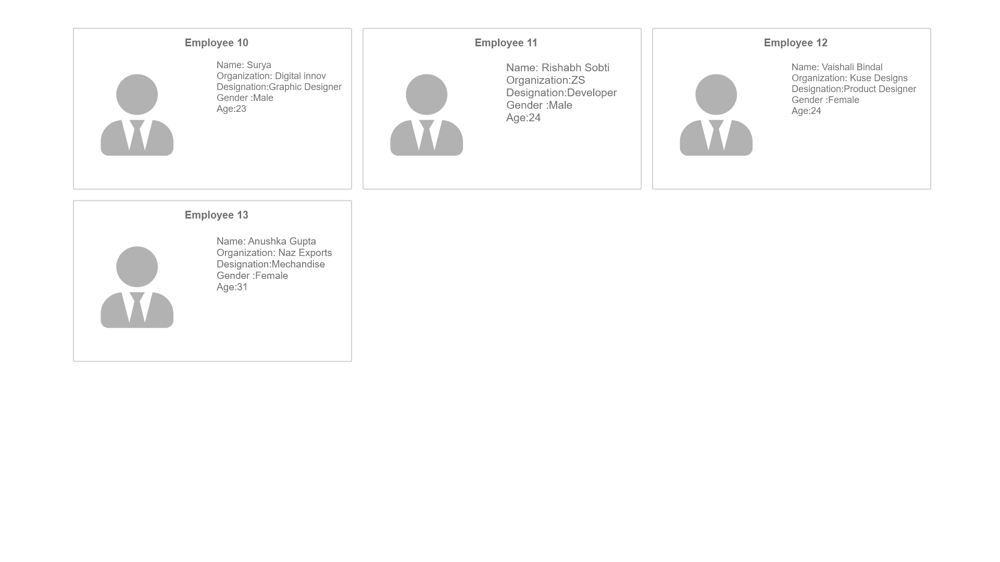 Employee 10
Name: Surya
Organization: Digital innov
Designation:Graphic Designer
Gender :Male
Age:23
Employee 11
Name: Rishabh Sobti
Organization:ZS
Designation:Developer
Gender :Male
Age:24
Employee 12
Name: Vaishali Bindal
Organization: Kuse Designs
Designation:Product Designer
Gender :Female
Age:24
Employee 13
Name: Anushka Gupta
Organization: Naz Exports
Designation:Mechandise
Gender :Female
Age:31